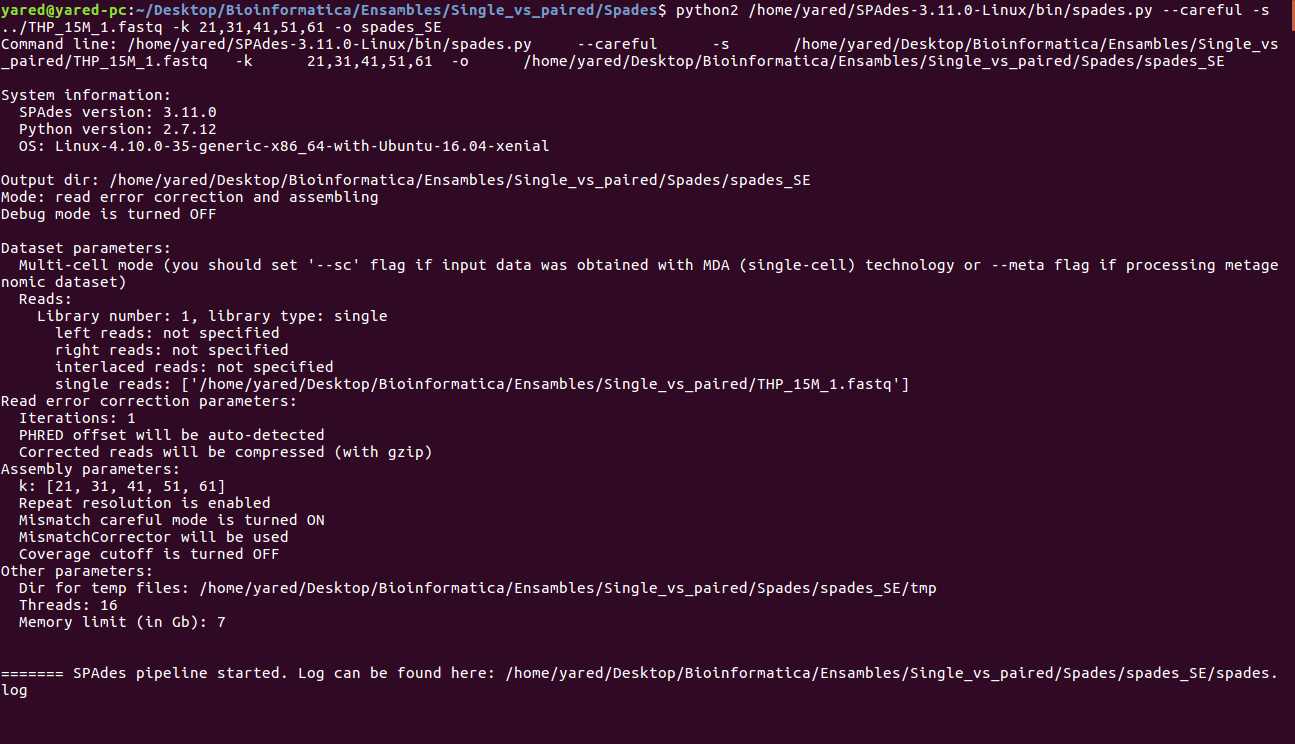 yared@yared-pc:~/Desktop/Bioinformatica/Ensambles/Single_vs_paired/Spades$ python2 /home/yared/SPAdes-3.11.0-Linux/bin/spades.py --careful -s
../THP_15M_1.fastq -k 21,31,41,51,61 -o spades_SE
Command line: /home/yared/SPAdes-3.11.0-Linux/bin/spades.py     --careful      -s       /home/yared/Desktop/Bioinformatica/Ensambles/Single_vs
_paired/THP_15M_1.fastq   -k      21,31,41,51,61  -o      /home/yared/Desktop/Bioinformatica/Ensambles/Single_vs_paired/Spades/spades_SE

System information:
  SPAdes version: 3.11.0
  Python version: 2.7.12
  OS: Linux-4.10.0-35-generic-x86_64-with-Ubuntu-16.04-xenial

Output dir: /home/yared/Desktop/Bioinformatica/Ensambles/Single_vs_paired/Spades/spades_SE
Mode: read error correction and assembling
Debug mode is turned OFF

Dataset parameters:
  Multi-cell mode (you should set '--sc' flag if input data was obtained with MDA (single-cell) technology or --meta flag if processing metage
nomic dataset)
  Reads:
    Library number: 1, library type: single
      left reads: not specified
      right reads: not specified
      interlaced reads: not specified
      single reads: ['/home/yared/Desktop/Bioinformatica/Ensambles/Single_vs_paired/THP_15M_1.fastq']
Read error correction parameters:
  Iterations: 1
  PHRED offset will be auto-detected
  Corrected reads will be compressed (with gzip)
Assembly parameters:
  k: [21, 31, 41, 51, 61]
  Repeat resolution is enabled
  Mismatch careful mode is turned ON
  MismatchCorrector will be used
  Coverage cutoff is turned OFF
Other parameters:
  Dir for temp files: /home/yared/Desktop/Bioinformatica/Ensambles/Single_vs_paired/Spades/spades_SE/tmp
  Threads: 16
  Memory limit (in Gb): 7

======= SPAdes pipeline started. Log can be found here: /home/yared/Desktop/Bioinformatica/Ensambles/Single_vs_paired/Spades/spades_SE/spades.
log